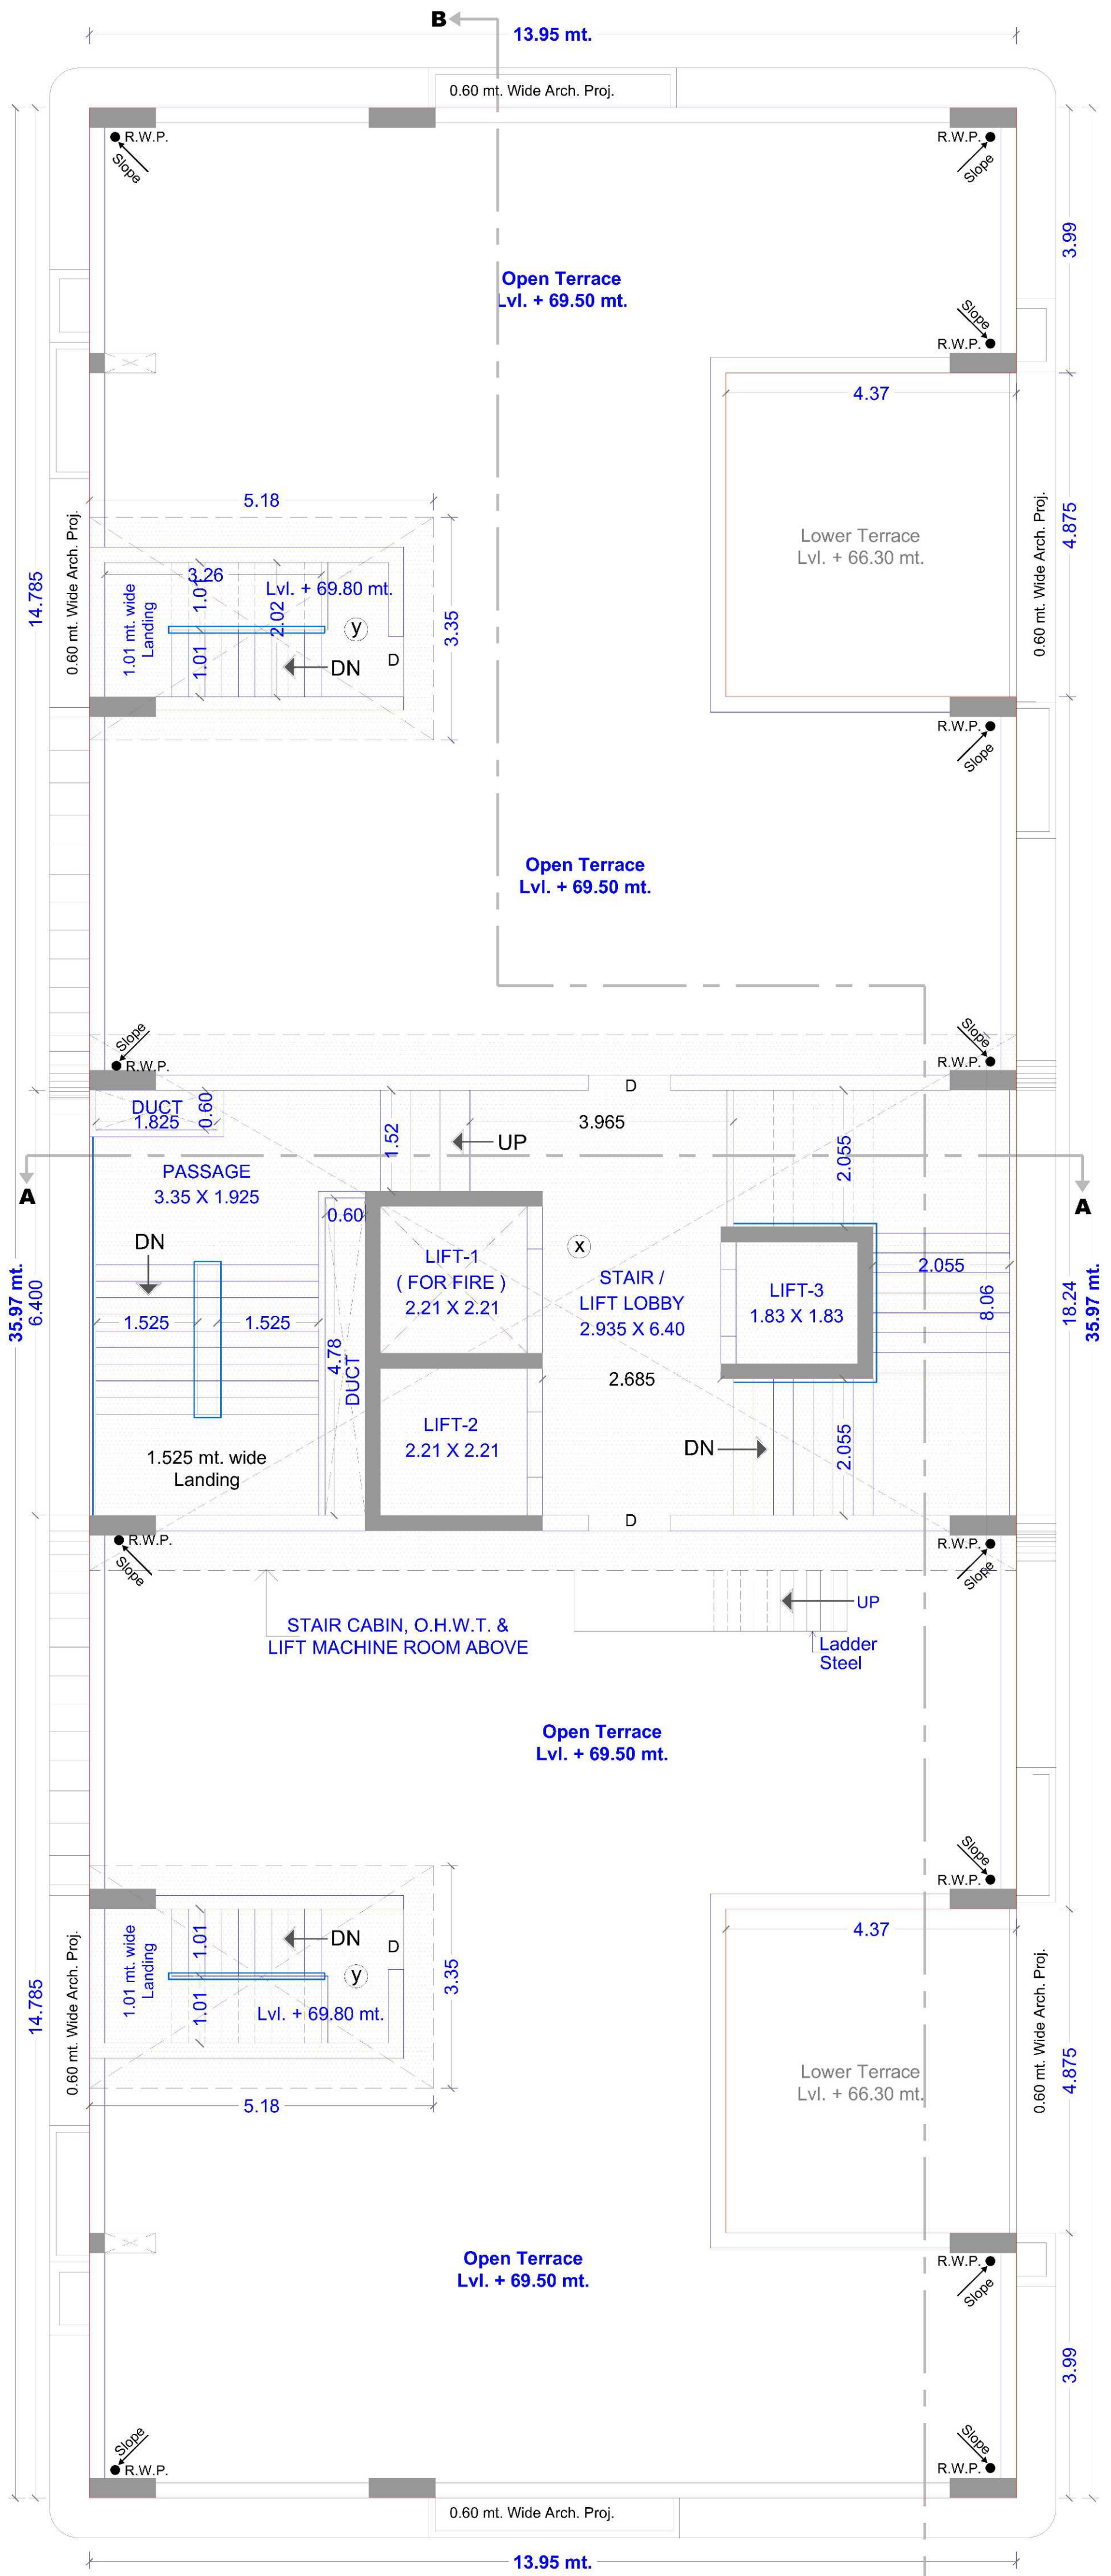 B
13.95 mt.
0.60 mt. Wide Arch. Proj.
R.W.P.
Slope
R.W.P.
Slope
3.99
Open Terrace
Lvl. + 69.50 mt.
Slope
R.W.P.
4.37
5.18
0.60 mt. Wide Arch. Proj.
14.785
1.01 mt. wide
Landing
3.26
1.01
2.02
Lvl. + 69.80 mt.
y
1.01
DN
D
3.35
Lower Terrace
Lvl. + 66.30 mt.
0.60 mt. Wide Arch. Proj.
4.875
R.W.P.
Slope
Open Terrace
Lvl. + 69.50 mt.
Slope
R.W.P.
Slope
R.W.P.
D
DUCT
1.825
0.60
1.52
UP
3.965
2.055
PASSAGE
3.35 X 1.925
A
A
0.60
DN
LIFT-1
( FOR FIRE )
2.21 X 2.21
x
STAIR /
LIFT LOBBY
2.935 X 6.40
LIFT-3
1.83 X 1.83
2.055
8.06
18.24
35.97 mt.
35.97 mt.
6.400
1.525
1.525
4.78
DUCT
2.685
LIFT-2
2.21 X 2.21
DN
2.055
1.525 mt. wide
Landing
D
R.W.P.
Slope
R.W.P.
Slope
UP
STAIR CABIN, O.H.W.T. &
LIFT MACHINE ROOM ABOVE
Ladder
Steel
Open Terrace
Lvl. + 69.50 mt.
Slope
R.W.P.
4.37
0.60 mt. Wide Arch. Proj.
14.785
1.01 mt. wide
Landing
1.01
DN
D
y
1.01
Lvl. + 69.80 mt.
3.35
5.18
Lower Terrace
Lvl. + 66.30 mt.
0.60 mt. Wide Arch. Proj.
4.875
Open Terrace
Lvl. + 69.50 mt.
R.W.P.
Slope
3.99
Slope
R.W.P.
Slope
R.W.P.
0.60 mt. Wide Arch. Proj.
13.95 mt.